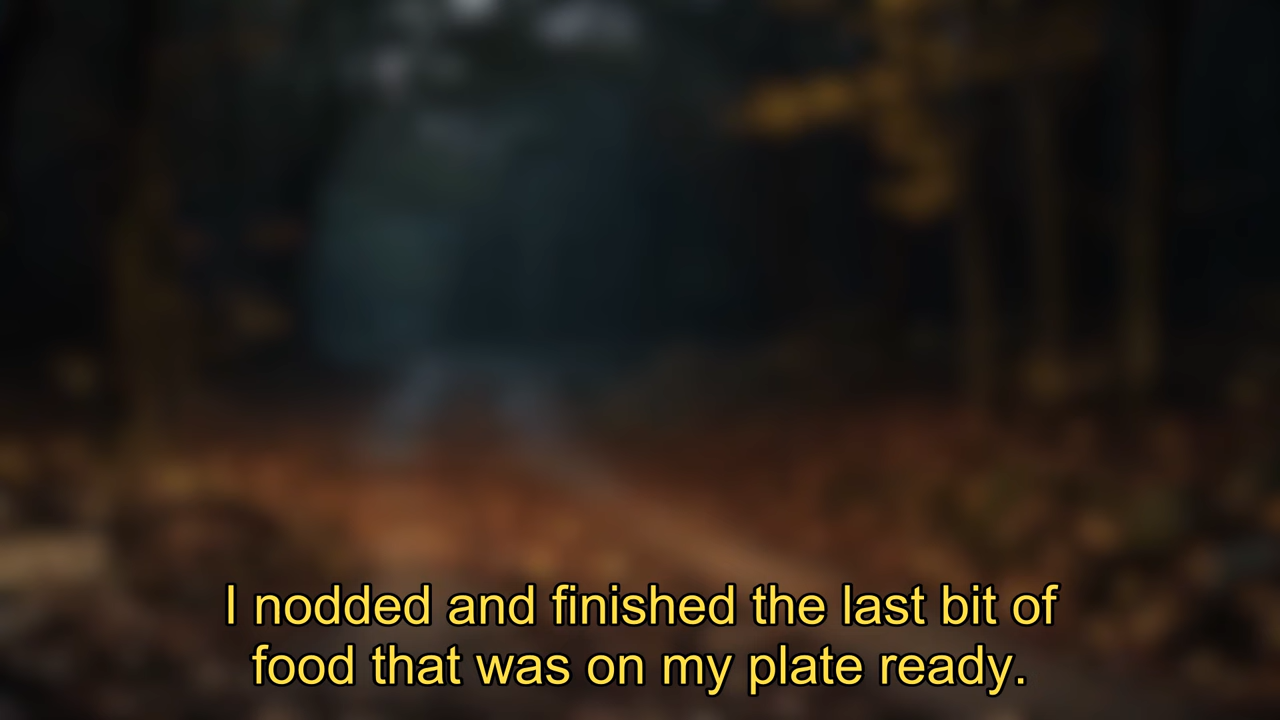 I nodded and finished the last bit of
food that was on my plate ready.